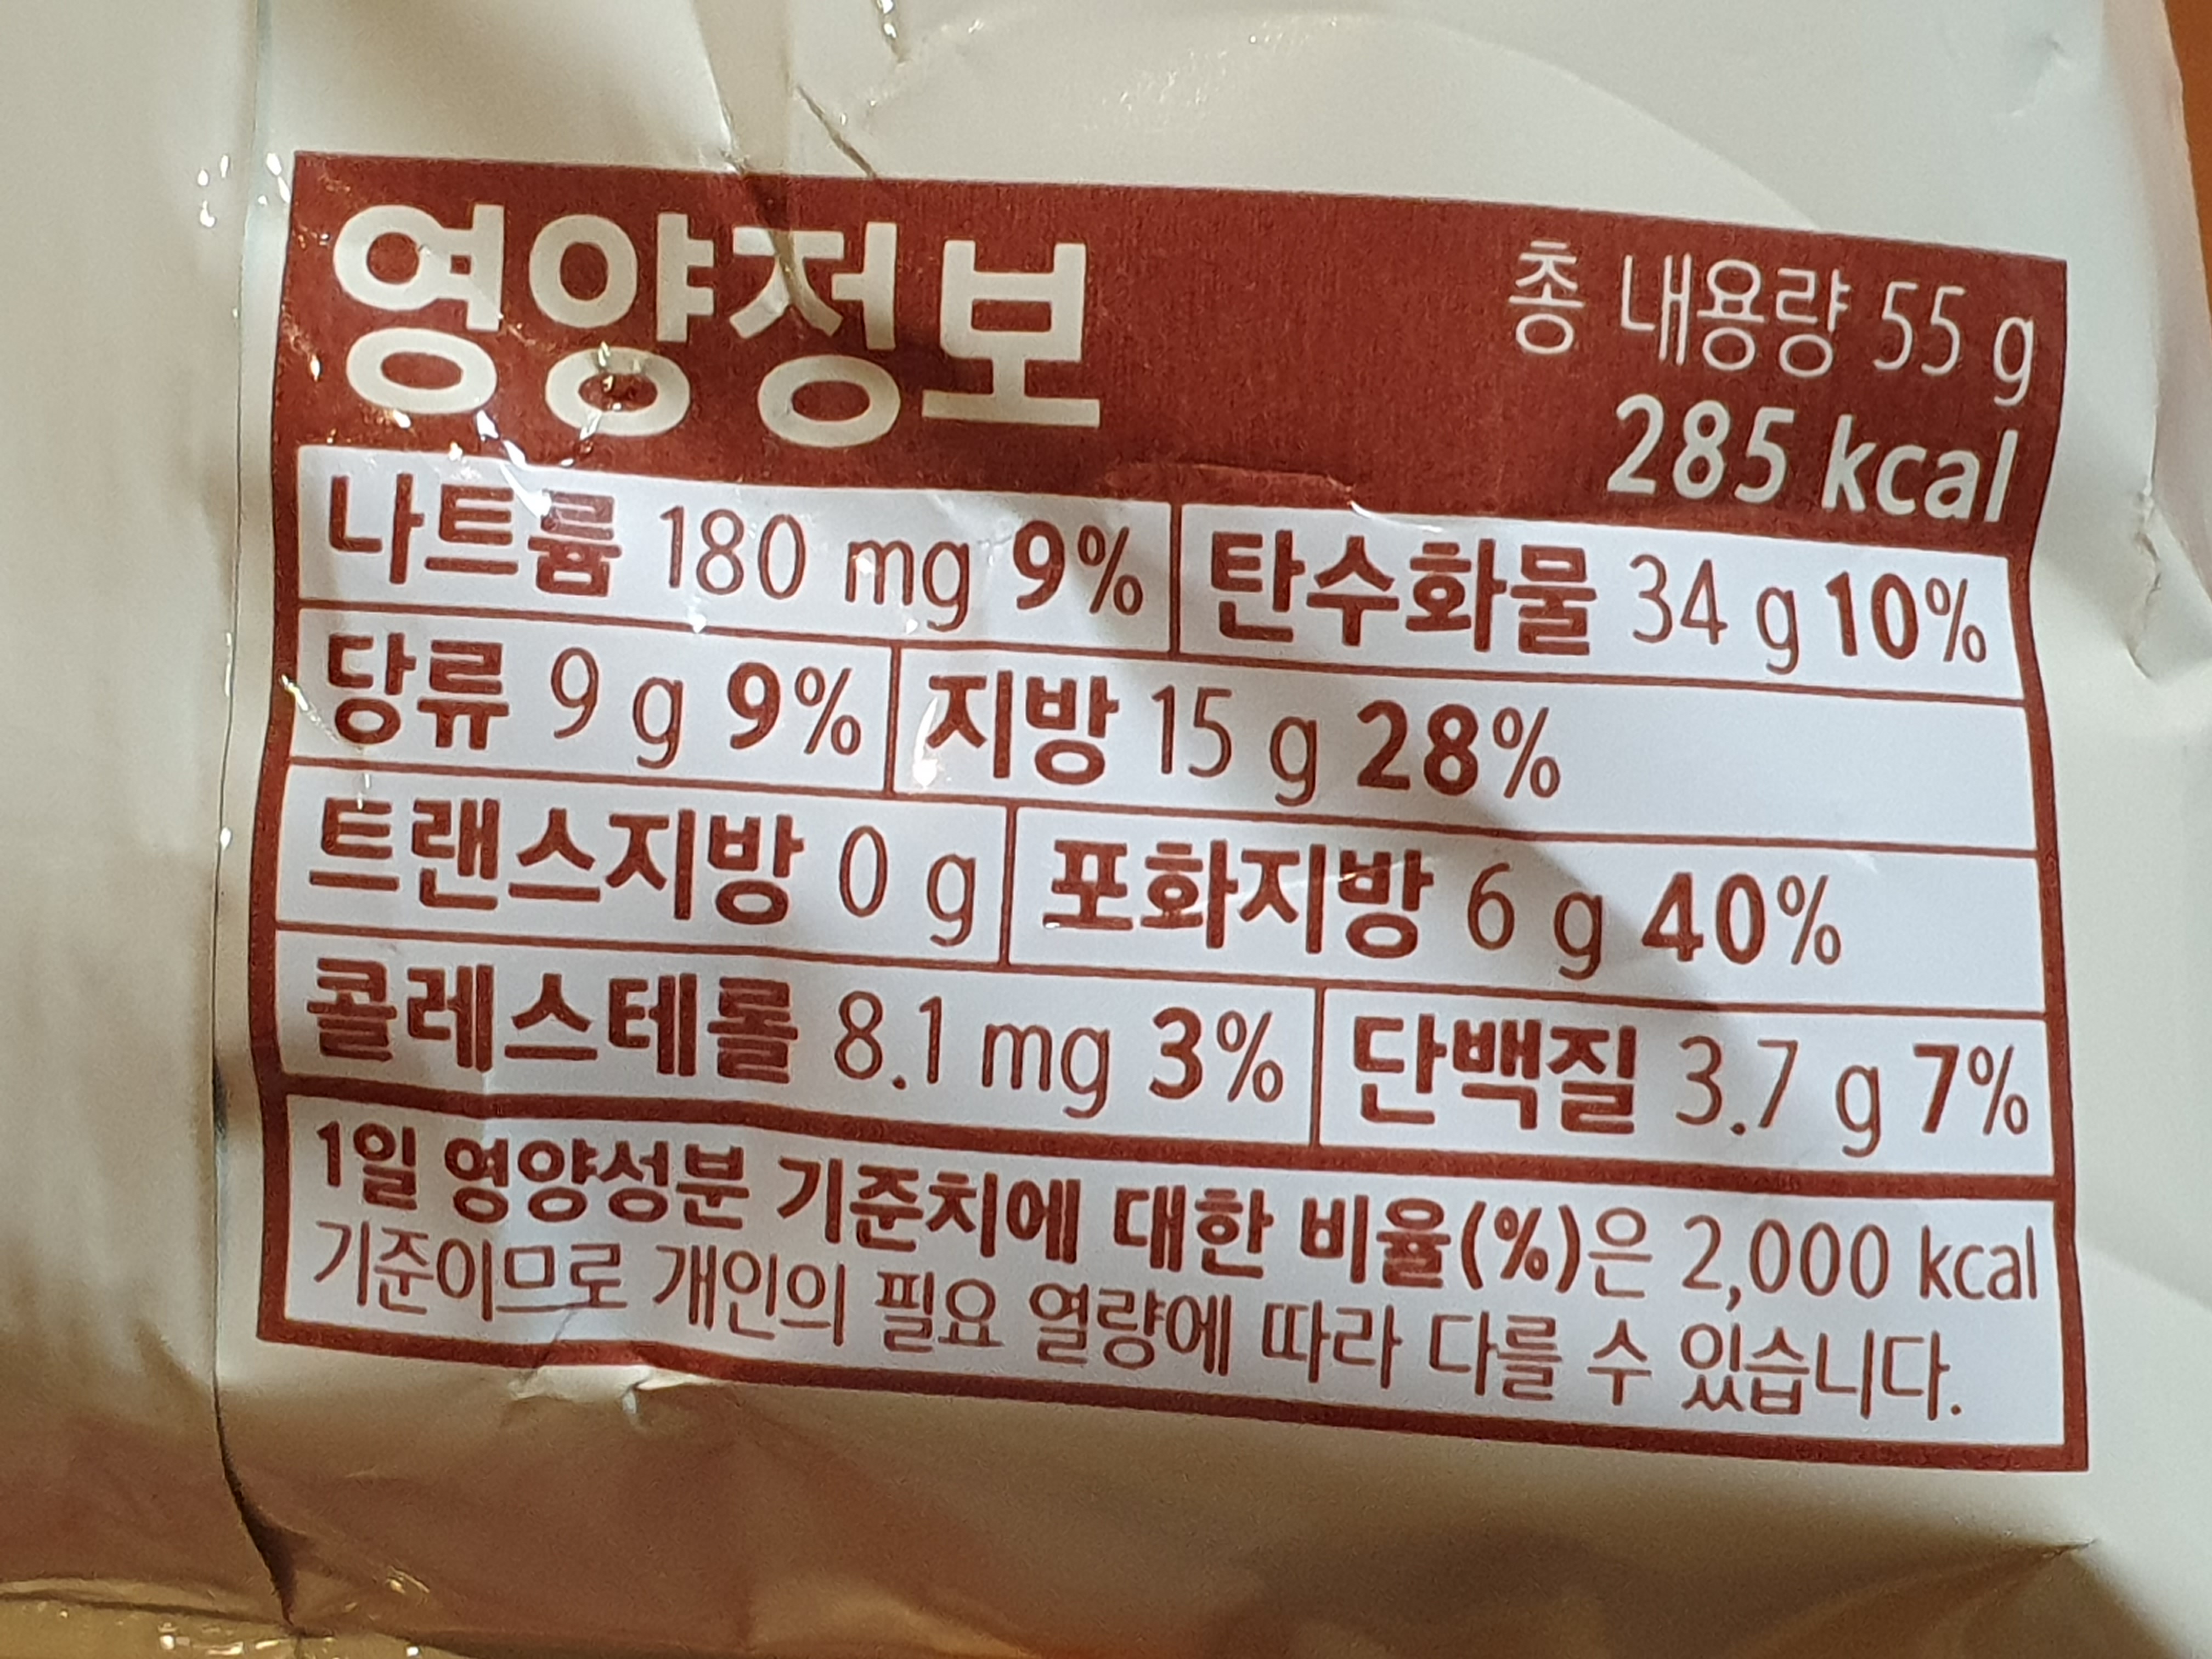 영양정보
총 내용량 55 g
285 kcal
나트륨 180 mg 9% 탄수화물 34 g 10%
당류 9 g 9% 지방 15 g 28%
트랜스지방 0 g 포화지방 6 g 40%
콜레스테롤 8.1 mg 3% 단백질 3.7 g 7%
1일 영양성분 기준치에 대한 비율(%)은 2,000 kcal
기준이므로 개인의 필요 열량에 따라 다를 수 있습니다.